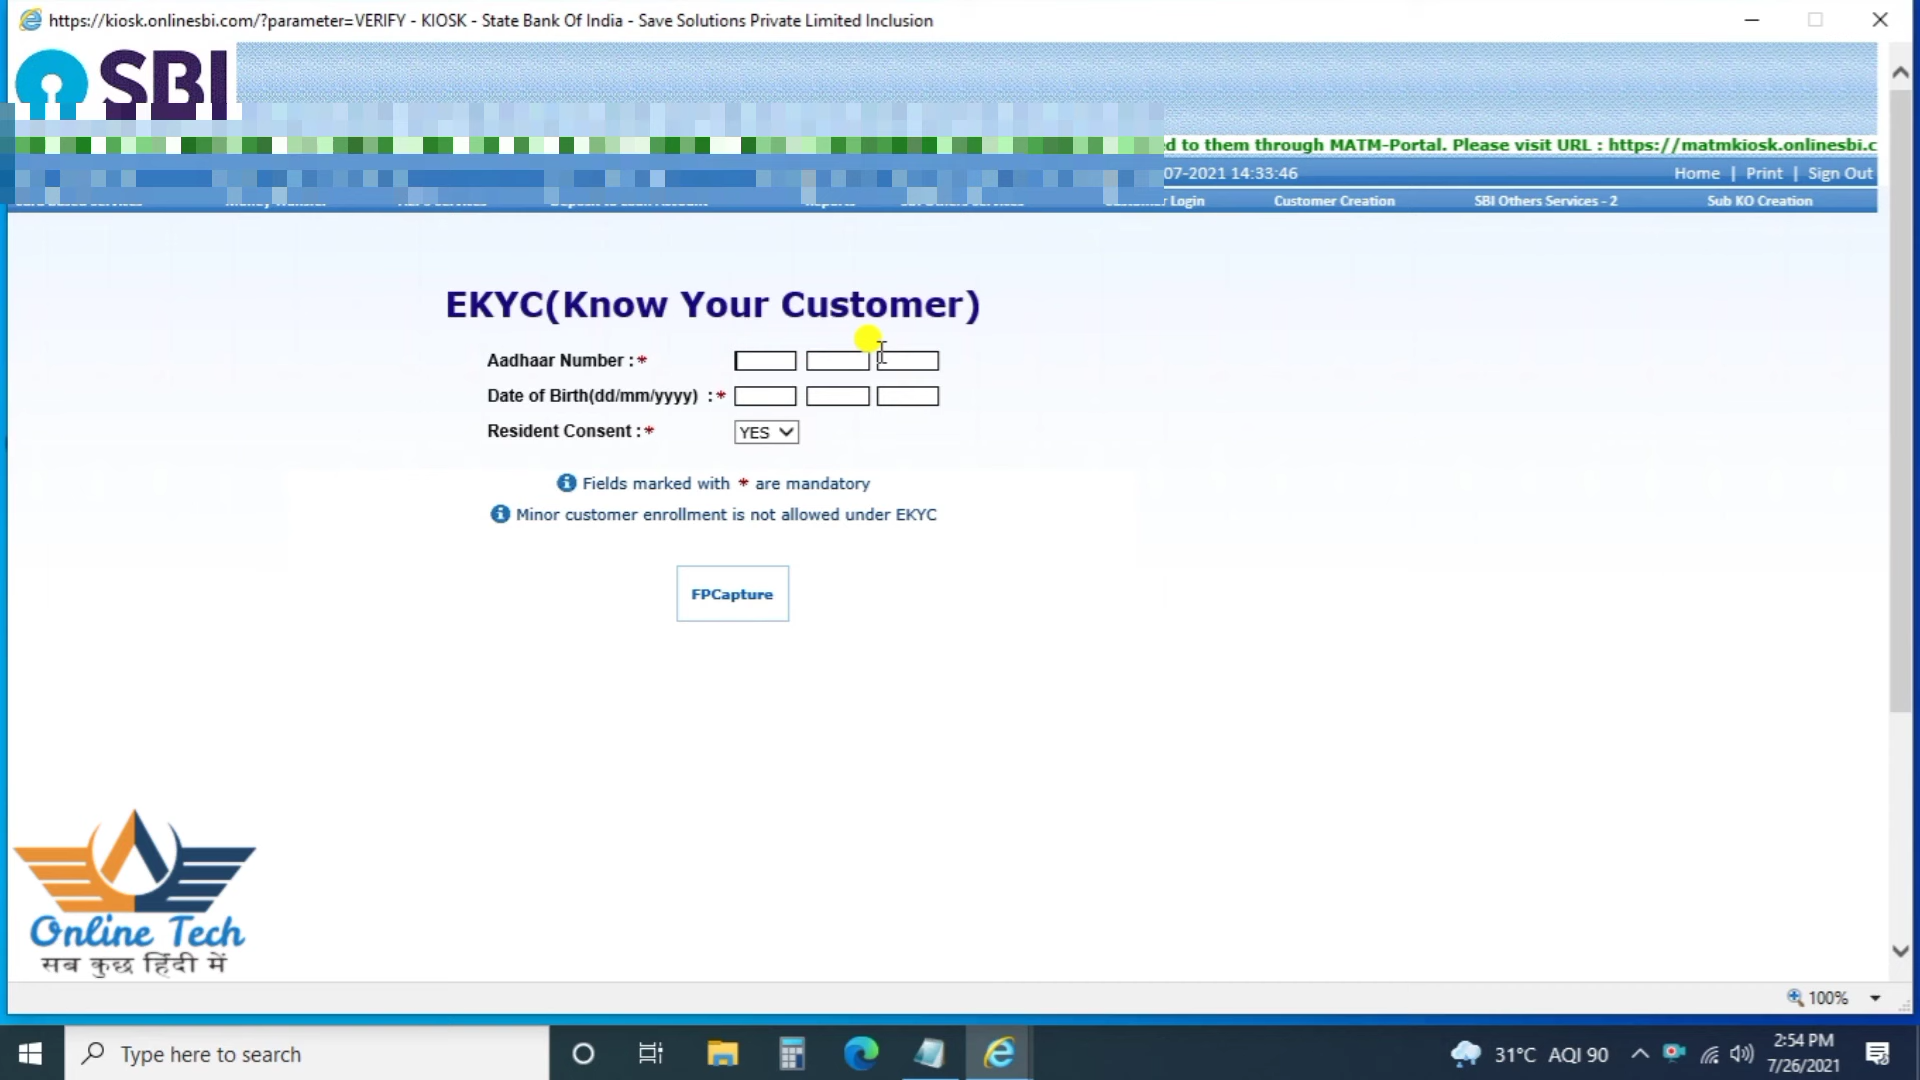 https://kiosk.onlinesbi.com/?parameter=VERIFY - KIOSK - State Bank Of India - Save Solutions Private Limited Inclusion
SBI
d to them through MATM-Portal. Please visit URL : https://matmkiosk.onlinesbi.c
07-2021 14:33:46 Home | Print | Sign Out
Login Customer Creation SBI Others Services - 2 Sub KO Creation
EKYC(Know Your Customer)
Aadhaar Number :*
Date of Birth(dd/mm/yyyy) :*
Resident Consent :* YES
Fields marked with * are mandatory
Minor customer enrollment is not allowed under EKYC
FPCapture
Online Tech
सब कुछ हिंदी में
100%
Type here to search
31°C AQI 90
2:54 PM
7/26/2021